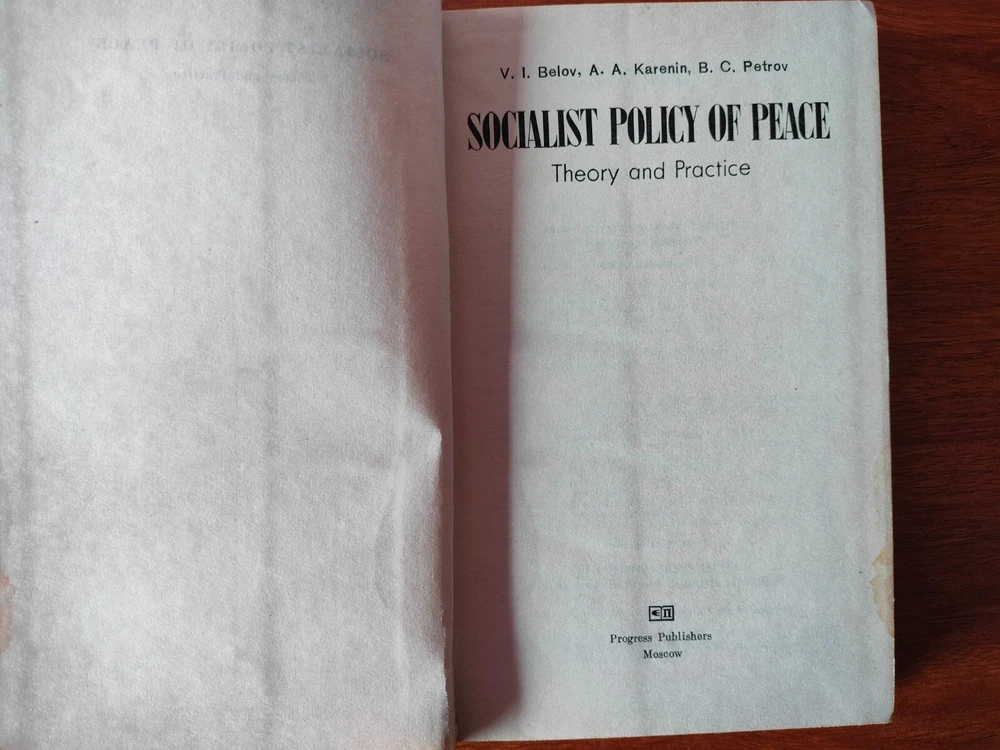 V. I. Belov, A. A. Karenin, B. C. Petrov
SOCIALIST POLICY OF PEACE
Theory and Practice
Progress Publishers
Moscow